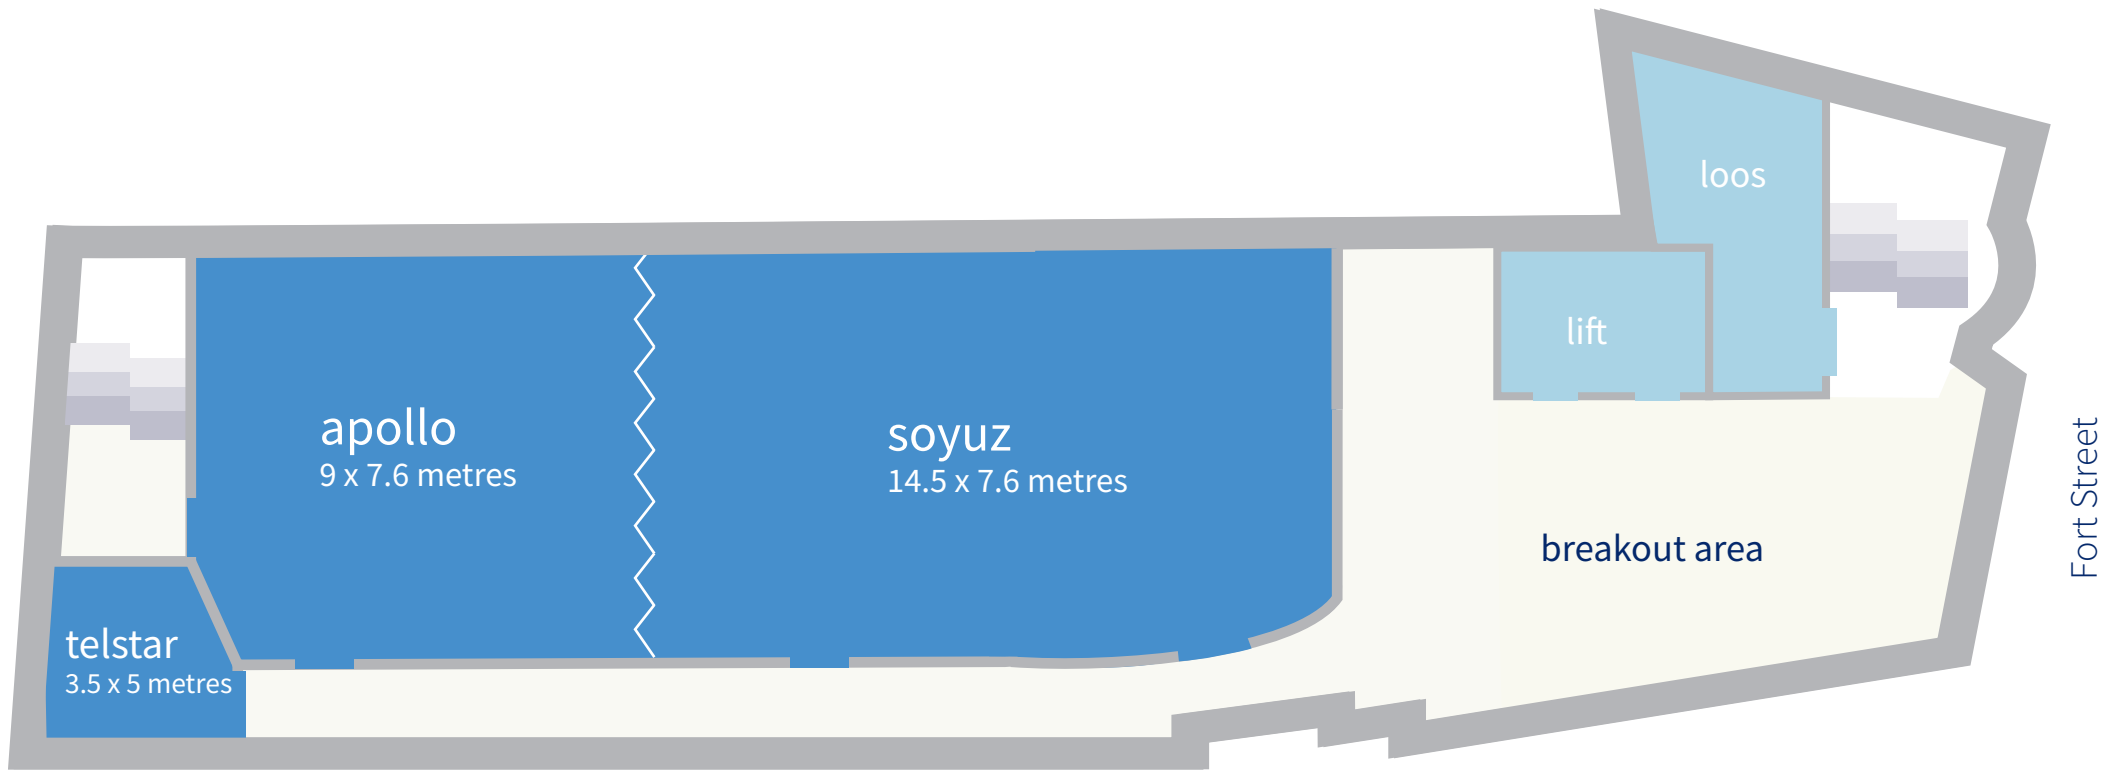 loos
lift
apollo
9 x 7.6 metres
soyuz
14.5 x 7.6 metres
breakout area
Fort Street
telstar
3.5 x 5 metres